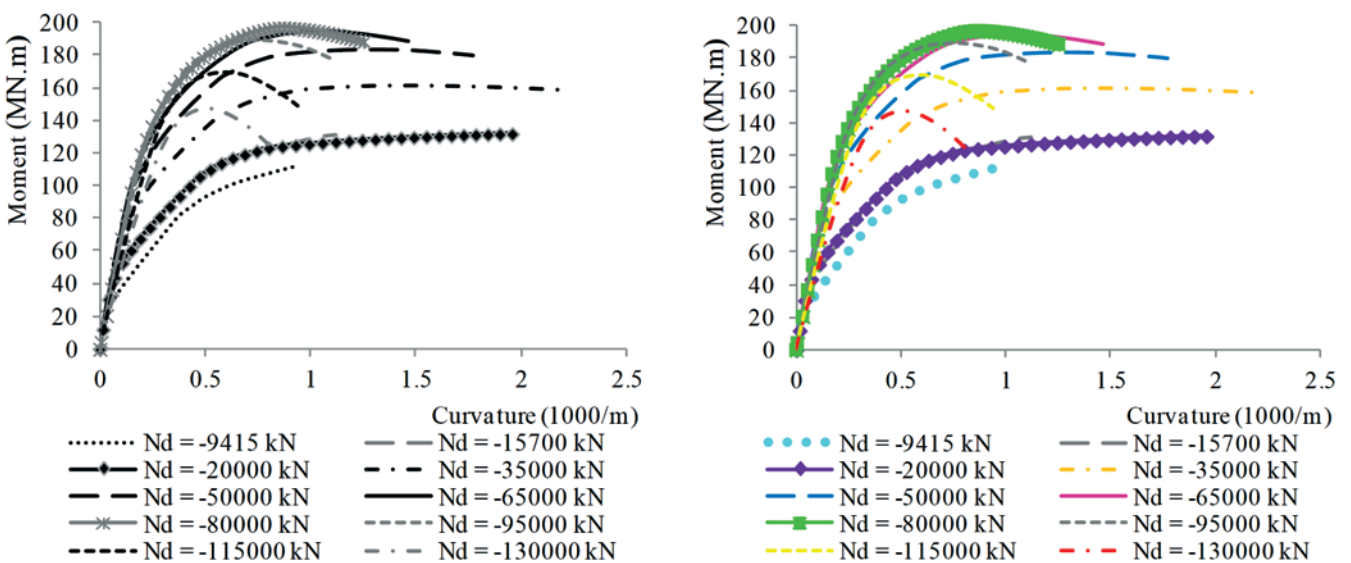 Moment (MN.m)
200
180
160
140
120
100
80
60
40
20
0
0 0.5 1 1.5 2 2.5
Curvature (1000/m)
Nd = -9415 kN Nd = -15700 kN
Nd = -20000 kN Nd = -35000 kN
Nd = -50000 kN Nd = -65000 kN
Nd = -80000 kN Nd = -95000 kN
Nd = -115000 kN Nd = -130000 kN
Moment (MN.m)
200
180
160
140
120
100
80
60
40
20
0
0 0.5 1 1.5 2 2.5
Curvature (1000/m)
Nd = -9415 kN Nd = -15700 kN
Nd = -20000 kN Nd = -35000 kN
Nd = -50000 kN Nd = -65000 kN
Nd = -80000 kN Nd = -95000 kN
Nd = -115000 kN Nd = -130000 kN